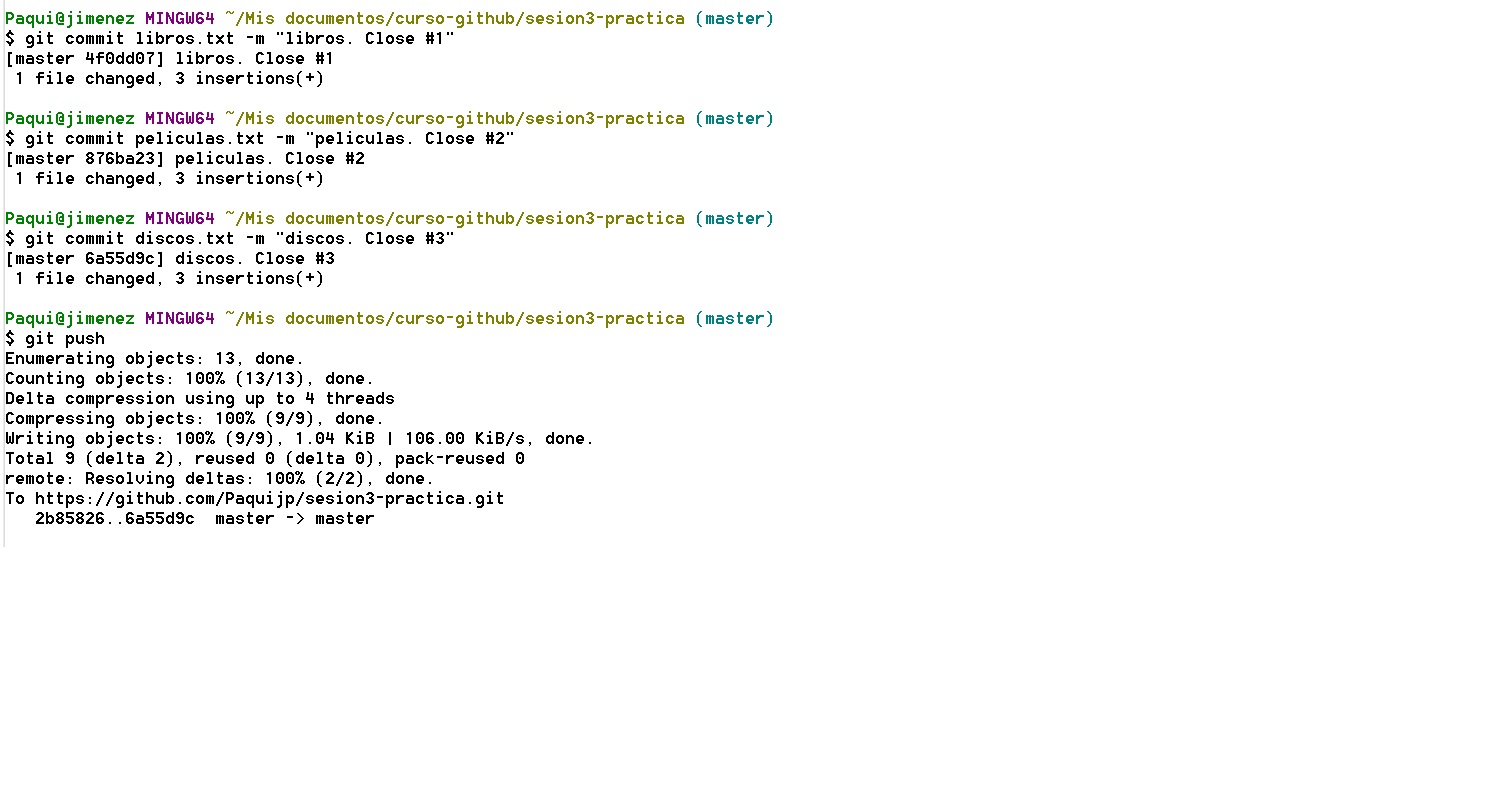 Paqui@jimenez MINGW64 ~/Mis documentos/curso-github/sesion3-practica (master)
$ git commit libros.txt -m "libros. Close #1"
[master 4f0dd07] libros. Close #1
 1 file changed, 3 insertions(+)

Paqui@jimenez MINGW64 ~/Mis documentos/curso-github/sesion3-practica (master)
$ git commit peliculas.txt -m "peliculas. Close #2"
[master 876ba23] peliculas. Close #2
 1 file changed, 3 insertions(+)

Paqui@jimenez MINGW64 ~/Mis documentos/curso-github/sesion3-practica (master)
$ git commit discos.txt -m "discos. Close #3"
[master 6a55d9c] discos. Close #3
 1 file changed, 3 insertions(+)

Paqui@jimenez MINGW64 ~/Mis documentos/curso-github/sesion3-practica (master)
$ git push
Enumerating objects: 13, done.
Counting objects: 100% (13/13), done.
Delta compression using up to 4 threads
Compressing objects: 100% (9/9), done.
Writing objects: 100% (9/9), 1.04 KiB | 106.00 KiB/s, done.
Total 9 (delta 2), reused 0 (delta 0), pack-reused 0
remote: Resolving deltas: 100% (2/2), done.
To https://github.com/Paquijp/sesion3-practica.git
   2b85826..6a55d9c  master -> master